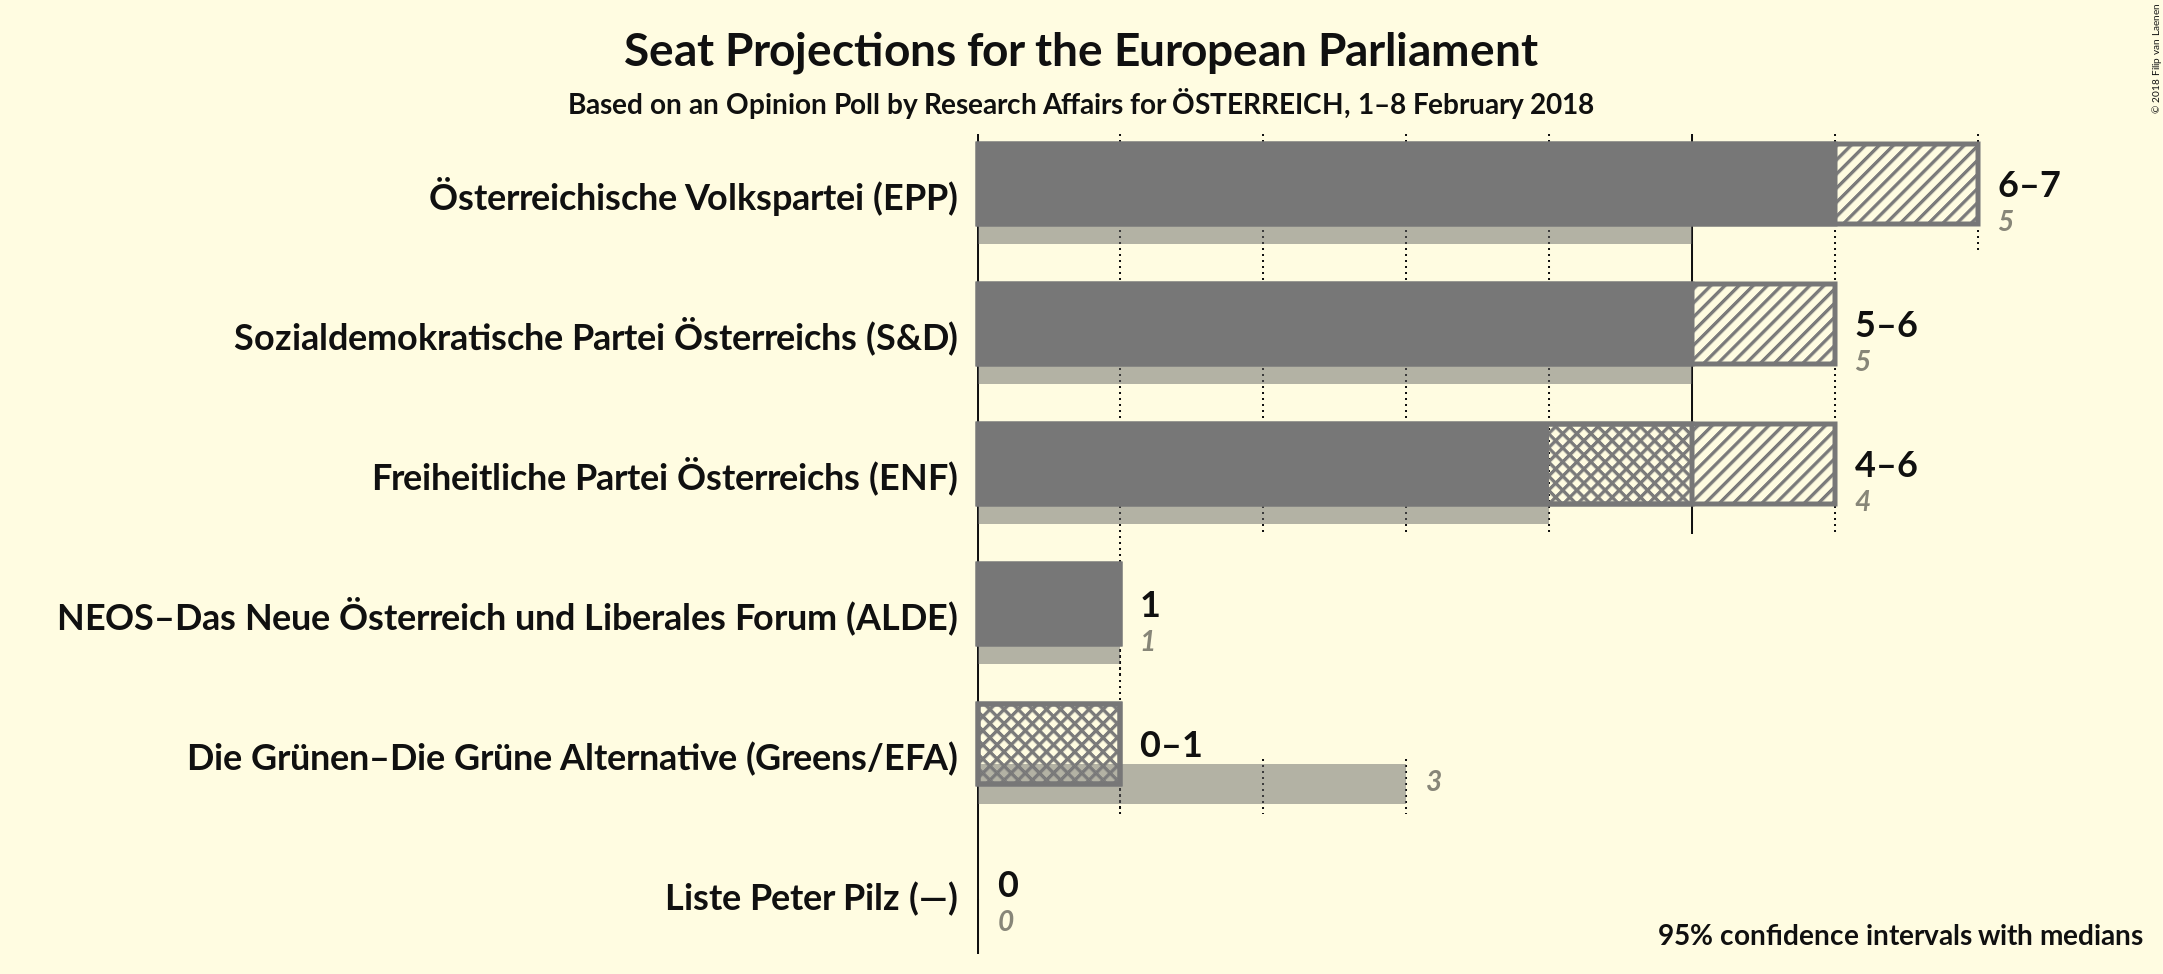 Seat Projections for the European Parliament
Based on an Opinion Poll by Research Affairs for ÖSTERREICH, 1–8 February 2018
© 2018 Filip van Laenen
Österreichische Volkspartei (EPP)
6–7
5
Sozialdemokratische Partei Österreichs (S&D)
5–6
5
Freiheitliche Partei Österreichs (ENF)
4–6
4
NEOS–Das Neue Österreich und Liberales Forum (ALDE)
1
1
Die Grünen–Die Grüne Alternative (Greens/EFA)
0–1
3
Liste Peter Pilz (—)
0
0
95% confidence intervals with medians